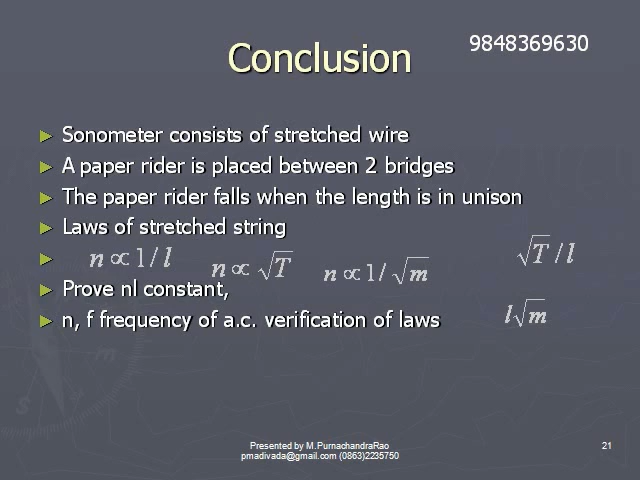 9848369630
Conclusion
► Sonometer consists of stretched wire
► A paper rider is placed between 2 bridges
► The paper rider falls when the length is in unison
► Laws of stretched string
► n ∝ 1/ l n ∝ √T n ∝ 1/ √m √T / l
► Prove nl constant,
► n, f frequency of a.c. verification of laws l√m
S
Presented by M.PurnachandraRao
pmadivada@gmail.com (0863)2235750
21